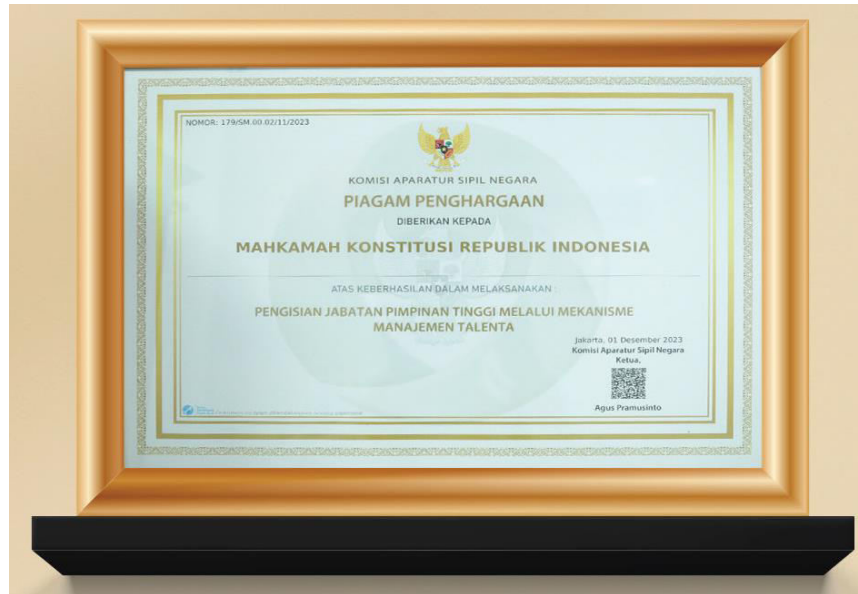 NOMOR: 179/SM.00.02/11/2023
KOMISI APARATUR SIPIL NEGARA
PIAGAM PENGHARGAAN
DIBERIKAN KEPADA
MAHKAMAH KONSTITUSI REPUBLIK INDONESIA
ATAS KEBERHASILAN DALAM MELAKSANAKAN :
PENGISIAN JABATAN PIMPINAN TINGGI MELALUI MEKANISME
MANAJEMEN TALENTA
Jakarta, 01 Desember 2023
Komisi Aparatur Sipil Negara
Ketua,
Agus Pramusinto